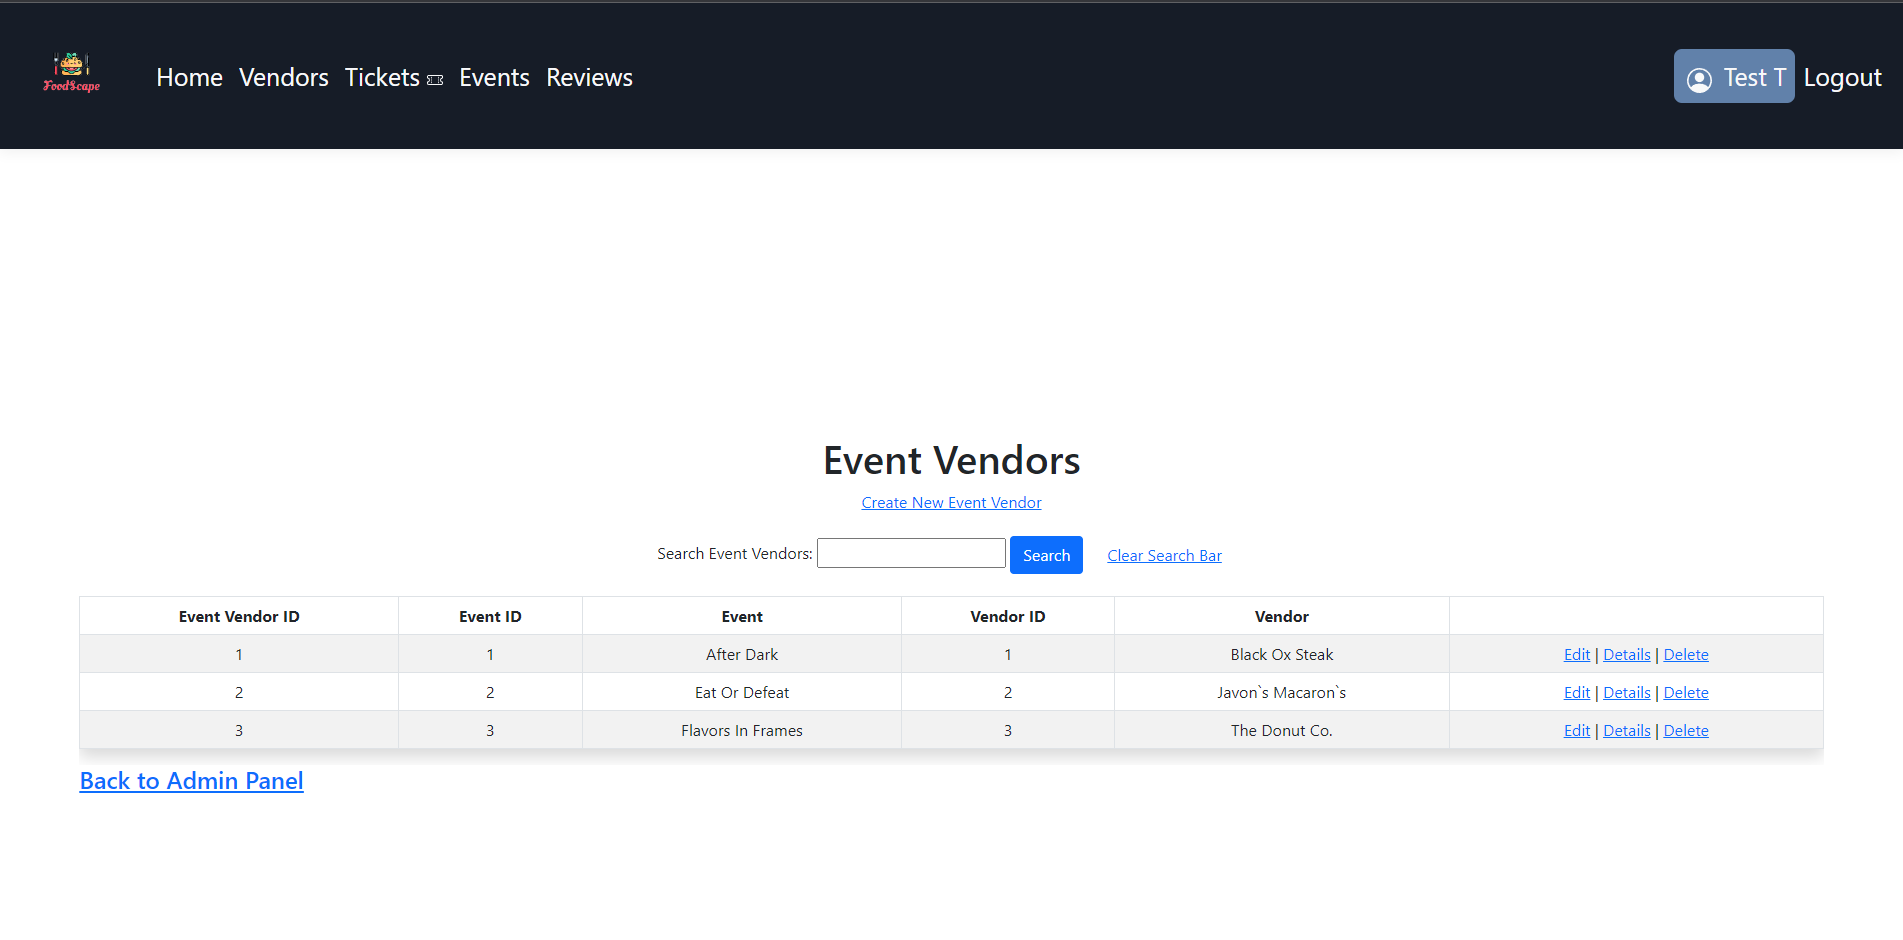 FoodScape
Home Vendors Tickets Events Reviews
Test T Logout
Event Vendors
Create New Event Vendor
Search Event Vendors: Search Clear Search Bar
Event Vendor ID Event ID Event Vendor ID Vendor
1 1 After Dark 1 Black Ox Steak Edit | Details | Delete
2 2 Eat Or Defeat 2 Javon`s Macaron`s Edit | Details | Delete
3 3 Flavors In Frames 3 The Donut Co. Edit | Details | Delete
Back to Admin Panel